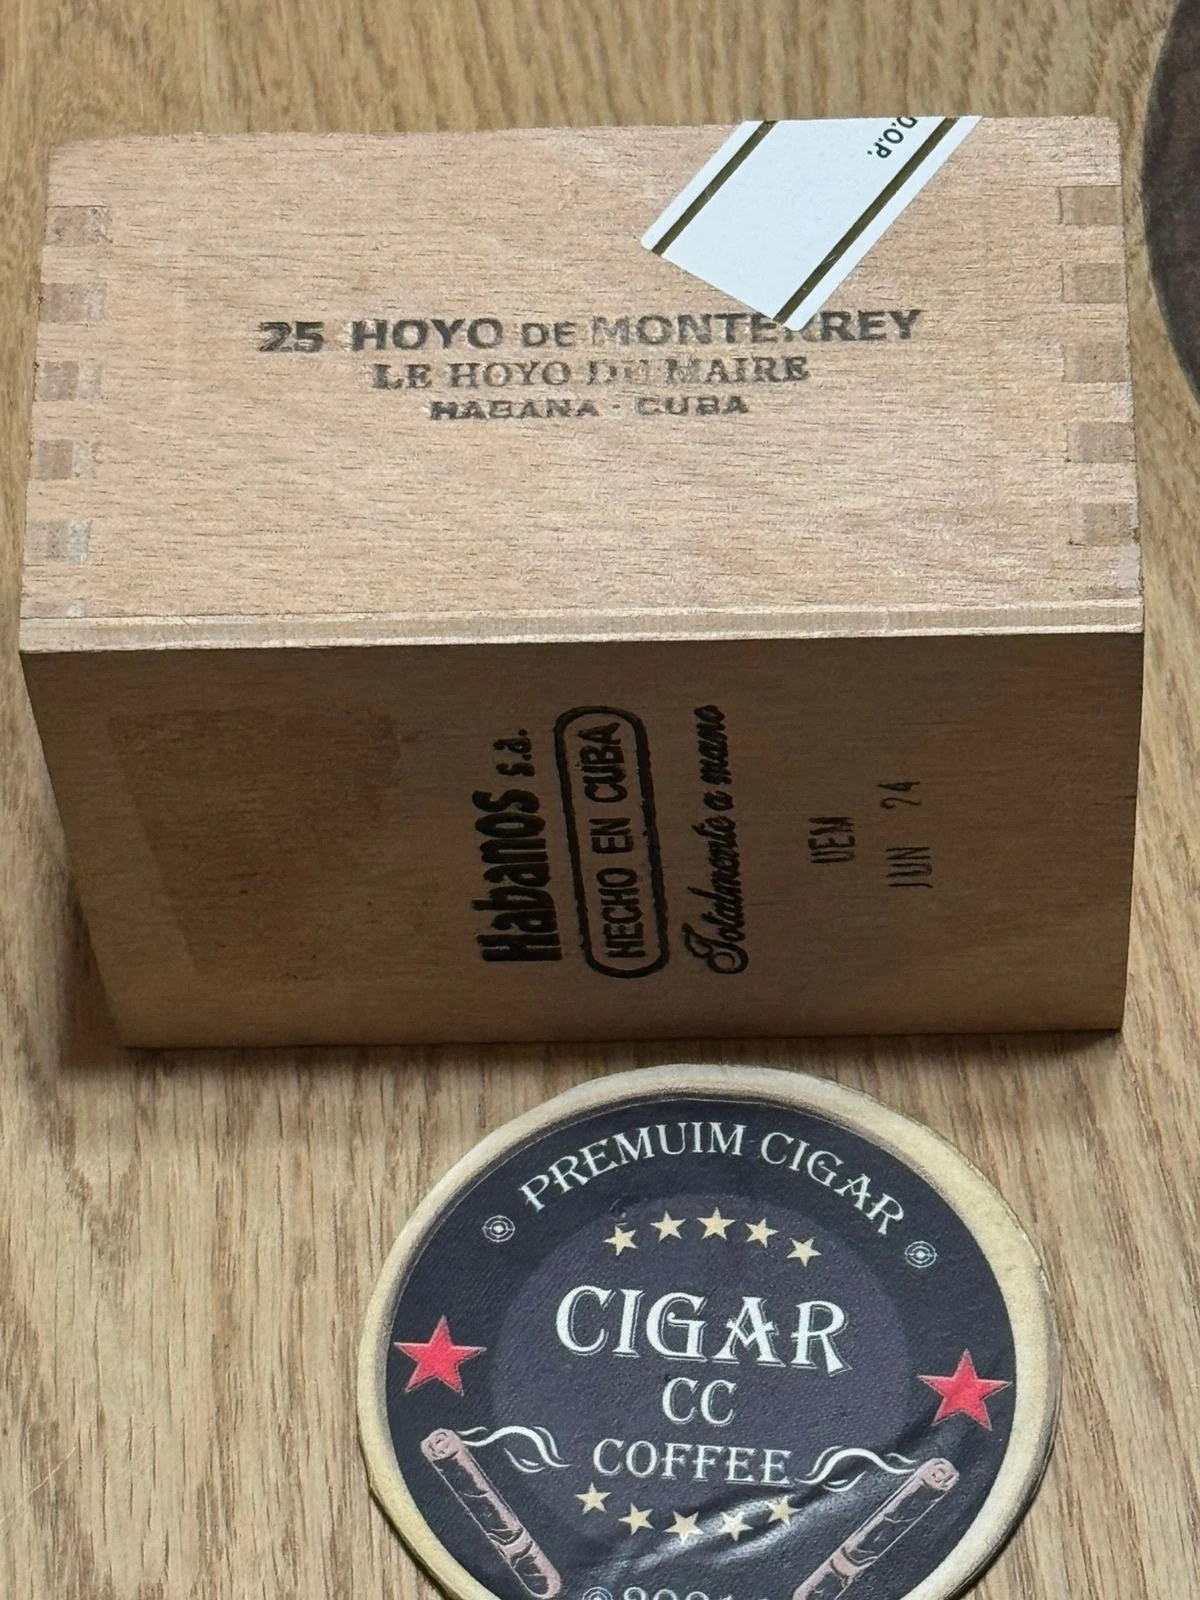 D.O.P.
25 HOYO DE MONTERREY
LE HOYO DU MAIRE
HABANA · CUBA
Habanos s.a.
HECHO EN CUBA
Totalmente a mano
UEM
JUN 24
PREMUIM CIGAR
CIGAR
CC
COFFEE